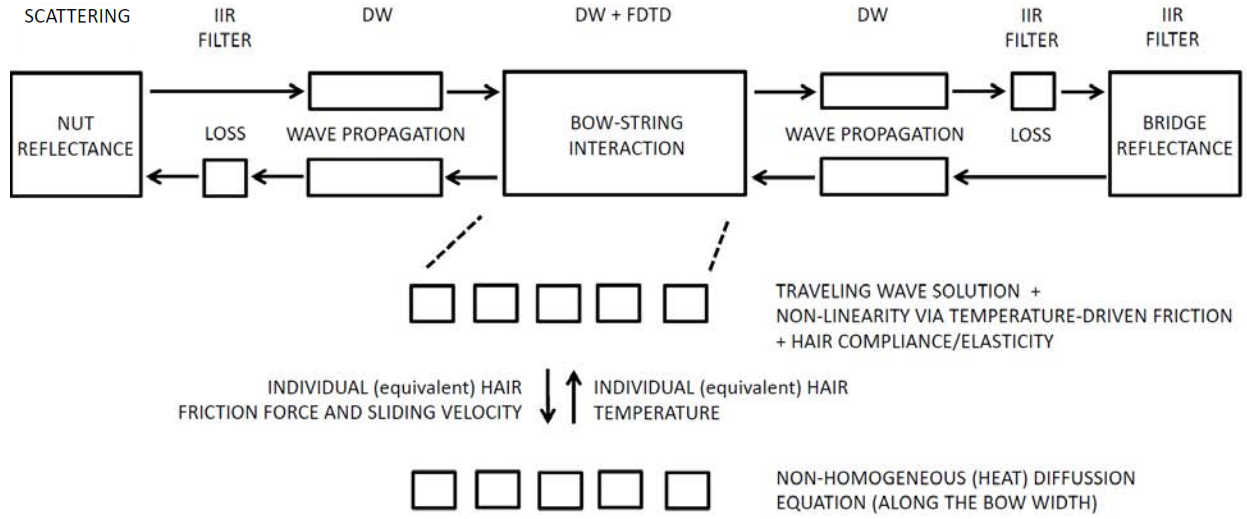 SCATTERING
IIR
FILTER
DW
DW + FDTD
DW
IIR
FILTER
IIR
FILTER
NUT
REFLECTANCE
LOSS
WAVE PROPAGATION
BOW-STRING
INTERACTION
WAVE PROPAGATION
LOSS
BRIDGE
REFLECTANCE
TRAVELING WAVE SOLUTION +
NON-LINEARITY VIA TEMPERATURE-DRIVEN FRICTION
+ HAIR COMPLIANCE/ELASTICITY
INDIVIDUAL (equivalent) HAIR
FRICTION FORCE AND SLIDING VELOCITY
INDIVIDUAL (equivalent) HAIR
TEMPERATURE
NON-HOMOGENEOUS (HEAT) DIFFUSSION
EQUATION (ALONG THE BOW WIDTH)